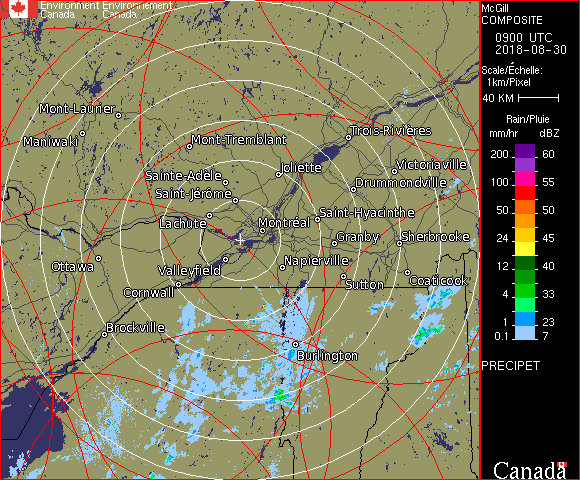 Environment Environnement
Canada Canada
McGill
COMPOSITE
0900 UTC
2018-08-30
Scale/Échelle:
1km/Pixel
40 KM
Rain/Pluie
mm/hr dBZ
200 60
100 55
50 50
24 45
12 40
4 33
1 23
0.1 7
PRECIPET
Canada
Mont-Laurier
Maniwaki
Mont-Tremblant
Trois-Rivières
Sainte-Adèle
Joliette
Victoriaville
Saint-Jérôme
Drummondville
Lachute
Montréal
Saint-Hyacinthe
Granby
Sherbrooke
Ottawa
Valleyfield
Napierville
Cornwall
Sutton
Coaticook
Brockville
Burlington